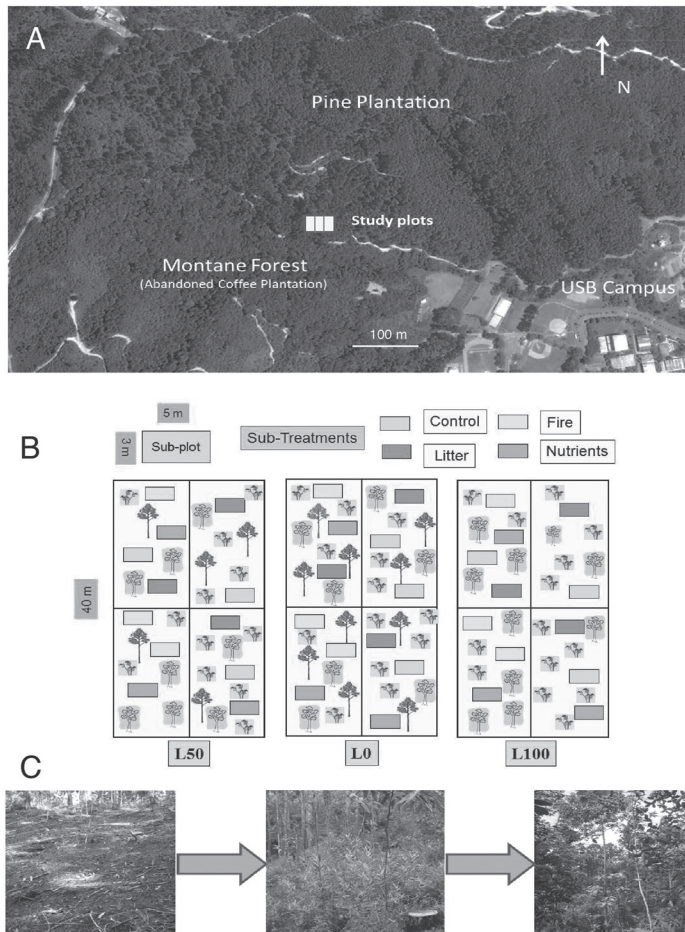 A
N
Pine Plantation
Study plots
Montane Forest
(Abandoned Coffee Plantation)
USB Campus
100 m
B
5 m
3 m
Sub-plot
Sub-Treatments
Control
Fire
Litter
Nutrients
40 m
L50
L0
L100
C